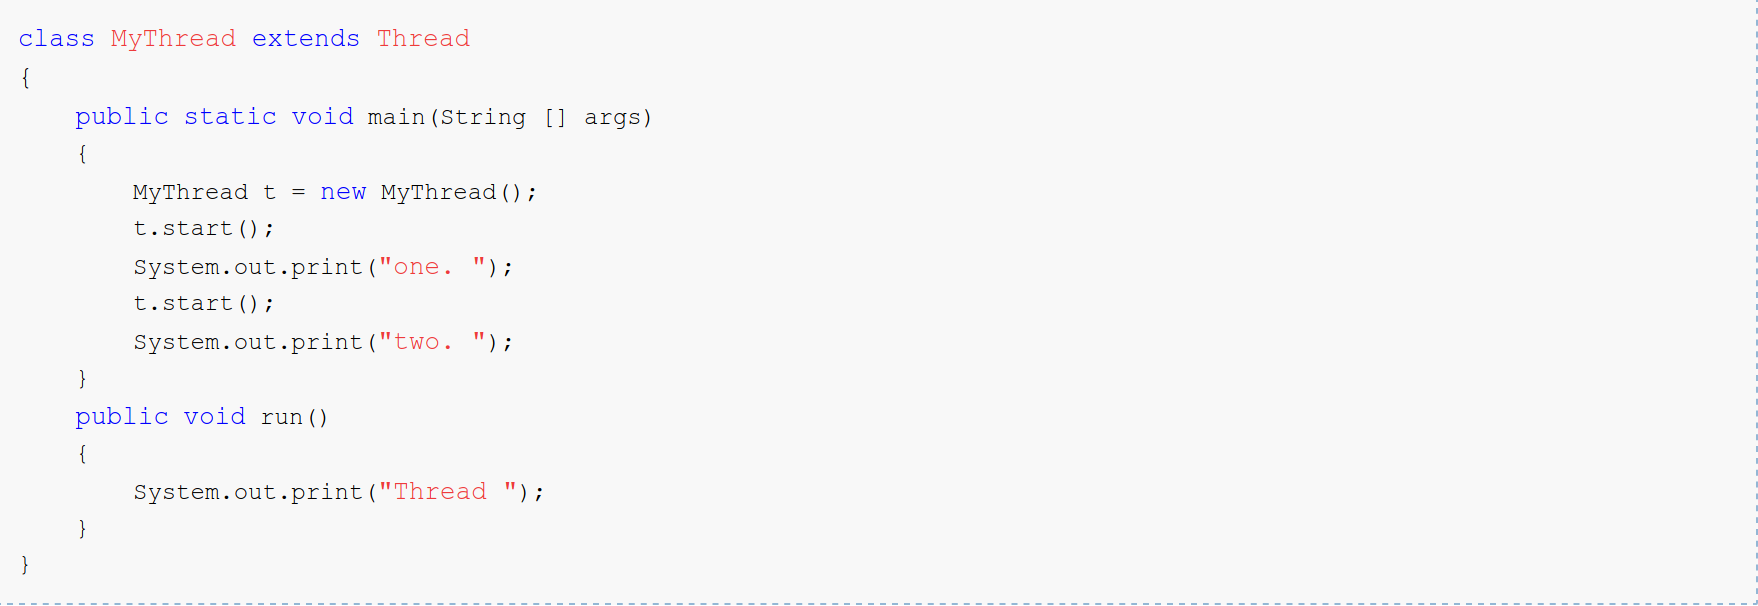 class MyThread extends Thread
{
    public static void main(String [] args)
    {
        MyThread t = new MyThread();
        t.start();
        System.out.print("one. ");
        t.start();
        System.out.print("two. ");
    }
    public void run()
    {
        System.out.print("Thread ");
    }
}